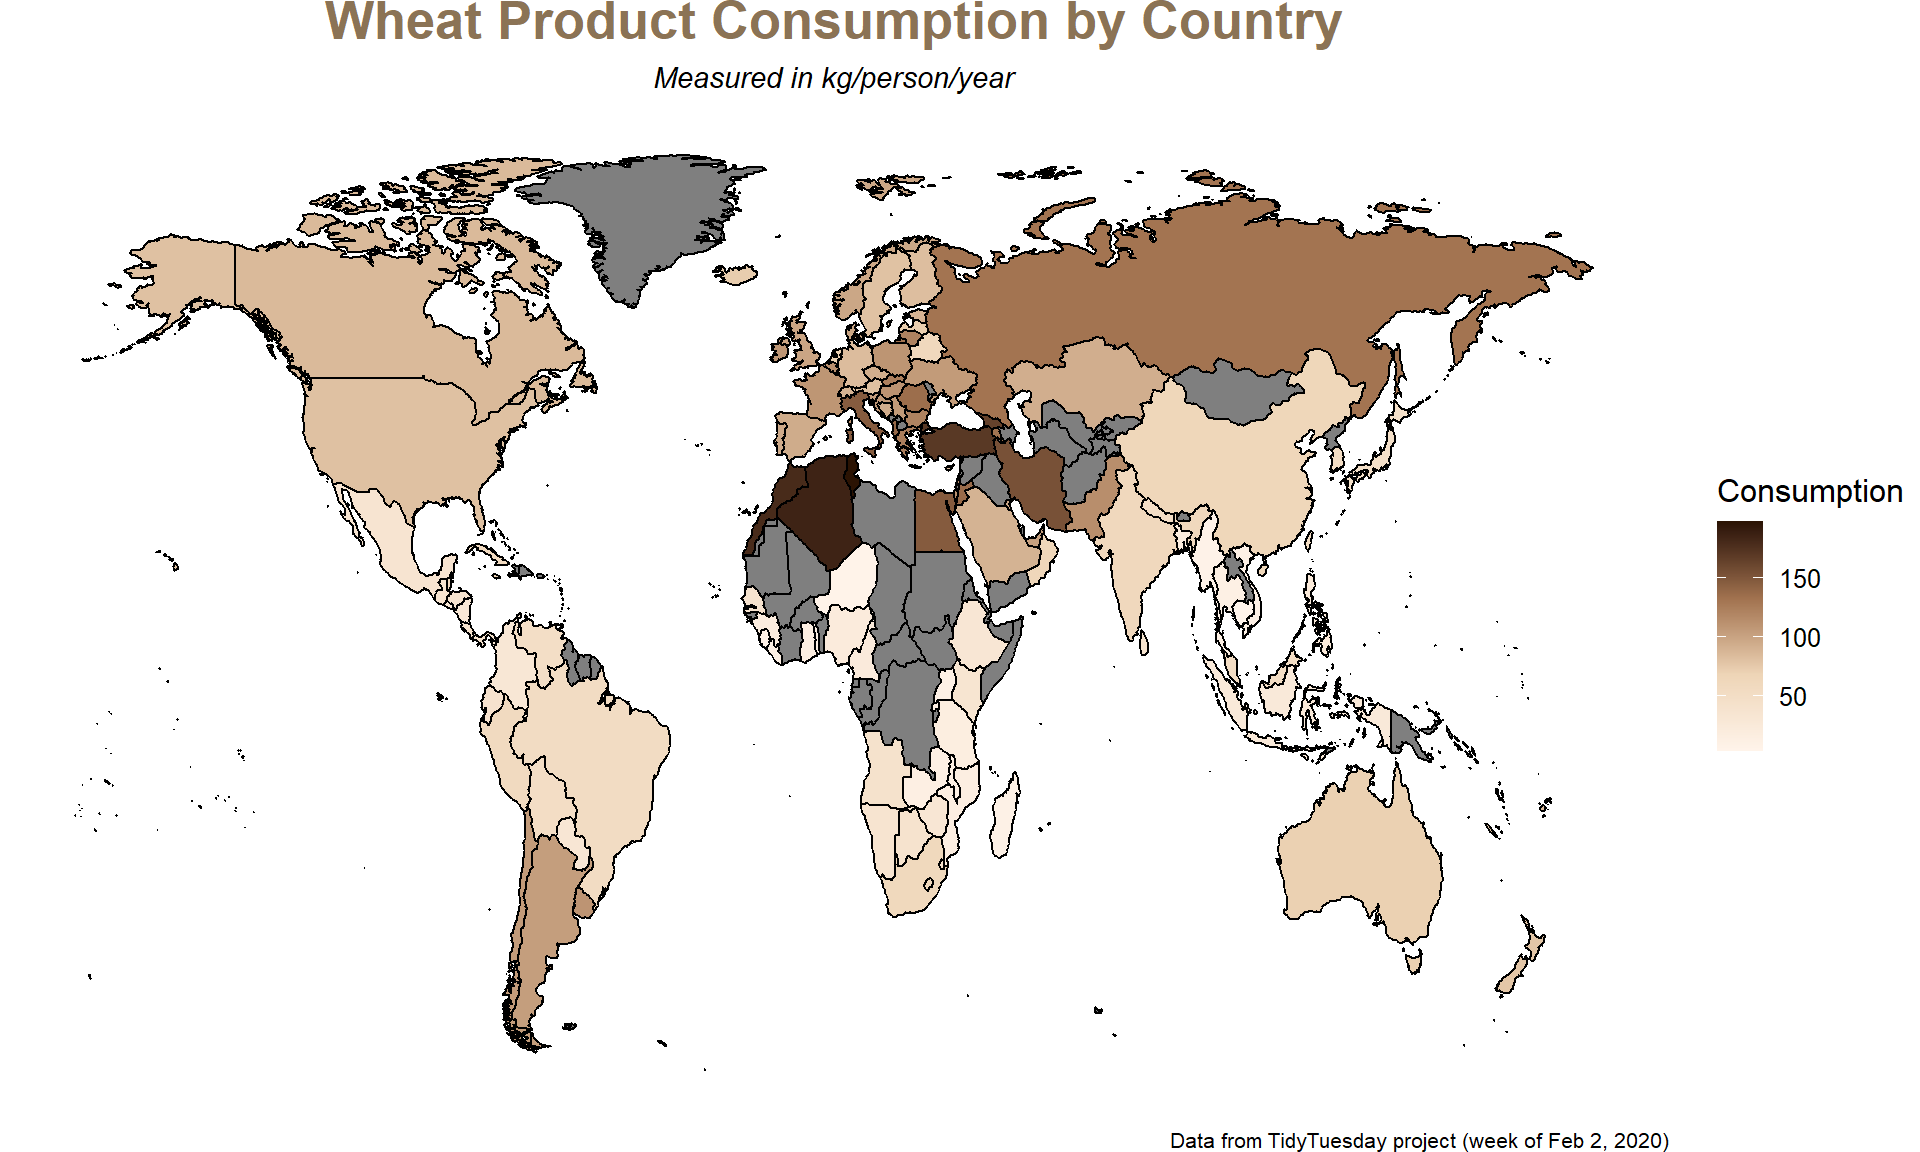 Wheat Product Consumption by Country
Measured in kg/person/year
Consumption
150
100
50
Data from TidyTuesday project (week of Feb 2, 2020)